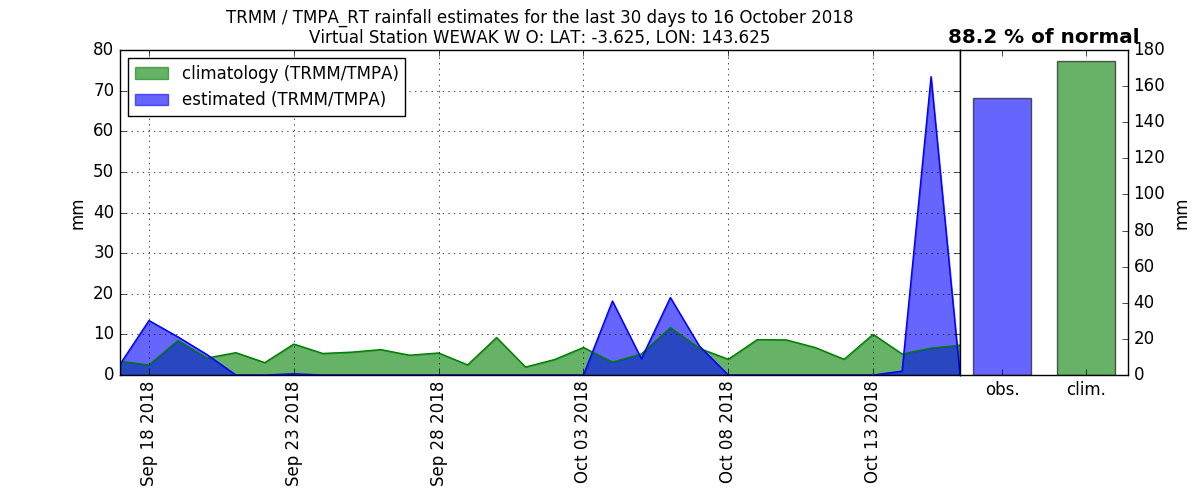 TRMM / TMPA_RT rainfall estimates for the last 30 days to 16 October 2018
Virtual Station WEWAK W O: LAT: -3.625, LON: 143.625
88.2 % of normal
climatology (TRMM/TMPA)
estimated (TRMM/TMPA)
80
70
60
50
40
30
20
10
0
mm
Sep 18 2018
Sep 23 2018
Sep 28 2018
Oct 03 2018
Oct 08 2018
Oct 13 2018
obs.
clim.
180
160
140
120
100
80
60
40
20
0
mm